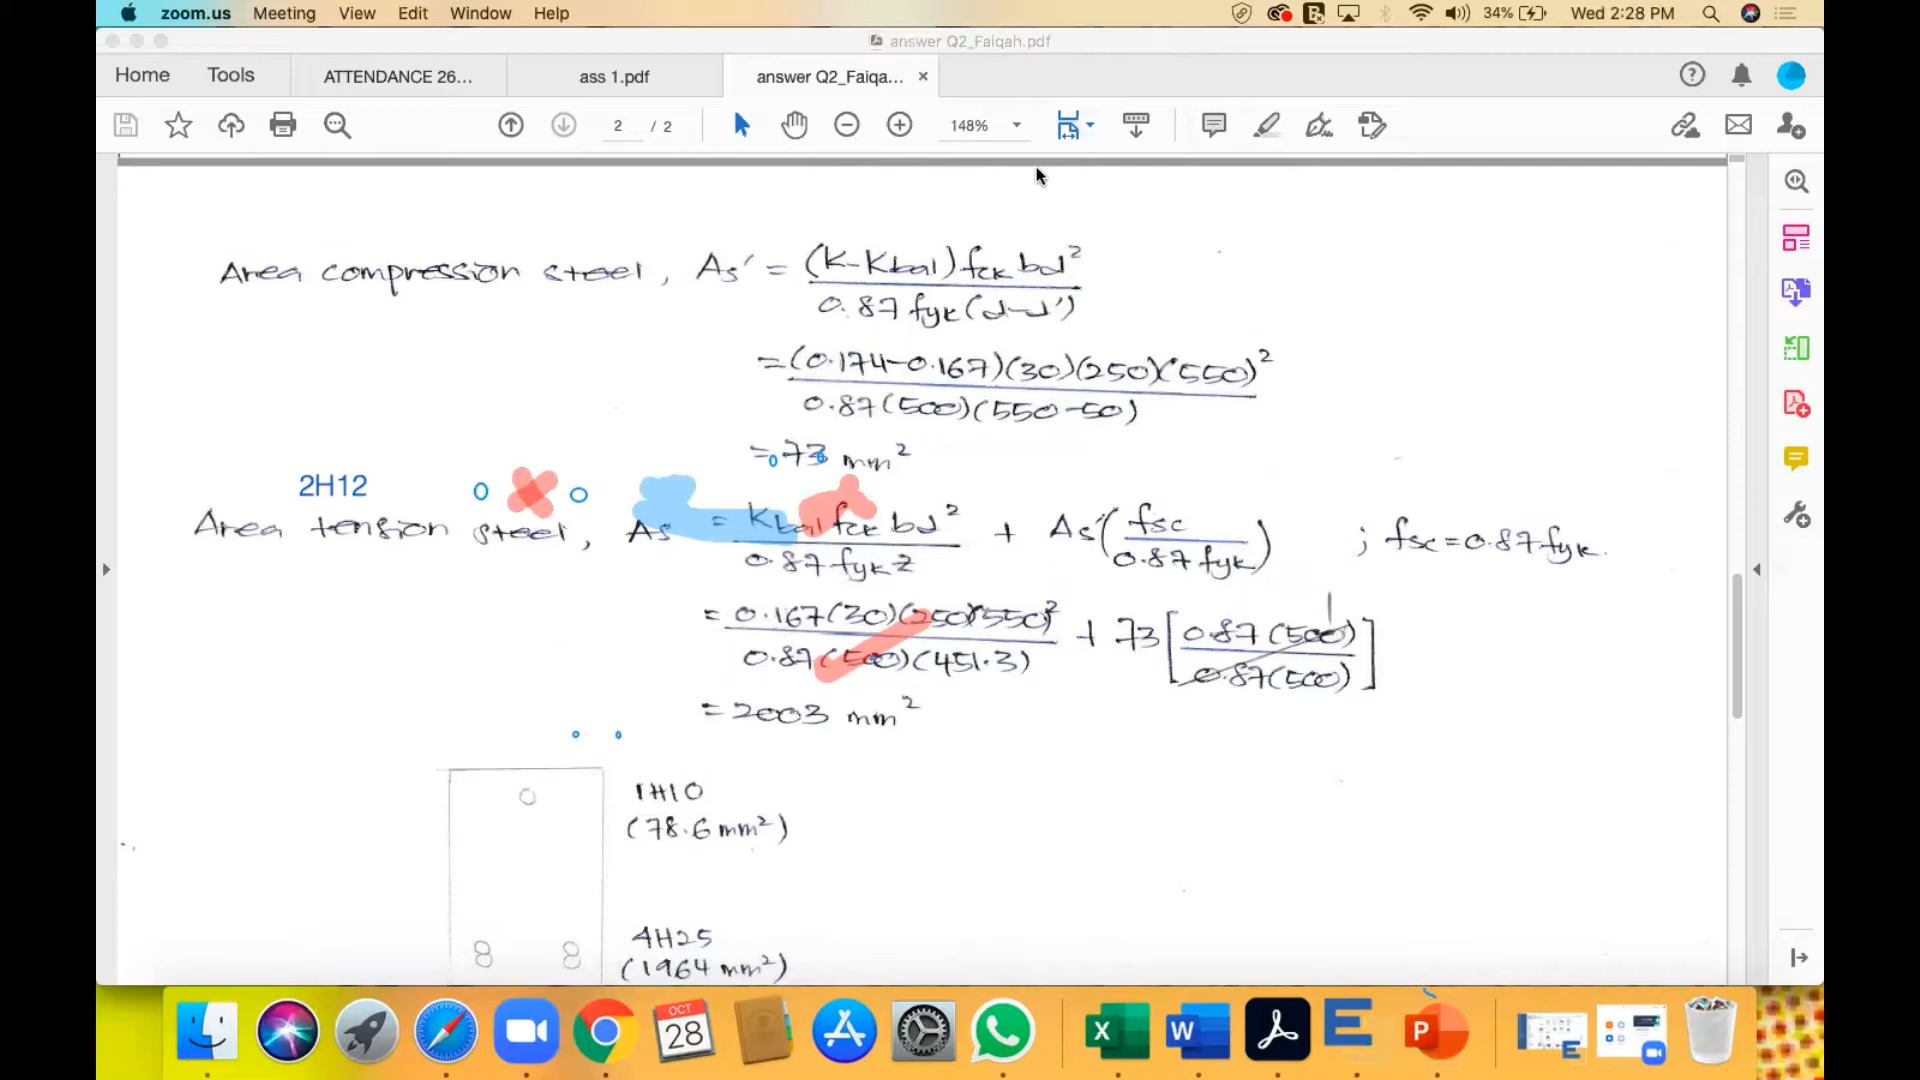 zoom.us Meeting View Edit Window Help 34% Wed 2:28 PM
answer Q2_Faiqah.pdf
Home Tools ATTENDANCE 26... ass 1.pdf answer Q2_Faiqa... ×
2 / 2 148%
Area compression steel, As' = (K-Kbal) fck bd²
0.87 fyk (d-d')
= (0.174-0.167)(30)(250)(550)²
0.87(500)(550-50)
= 73 mm²
2H12
Area tension steel, As = Kbal fck bd² + As' (fsc ; fsc = 0.87 fyk.
0.87 fyk z 0.87 fyk)
= 0.167(30)(250)(550)² + 73 [0.87(500)
0.87(500)(451.3) 0.87(500)]
1
= 2003 mm²
1H10
(78.6 mm²)
4H25
(1964 mm²)
OCT
28
X W E P
E